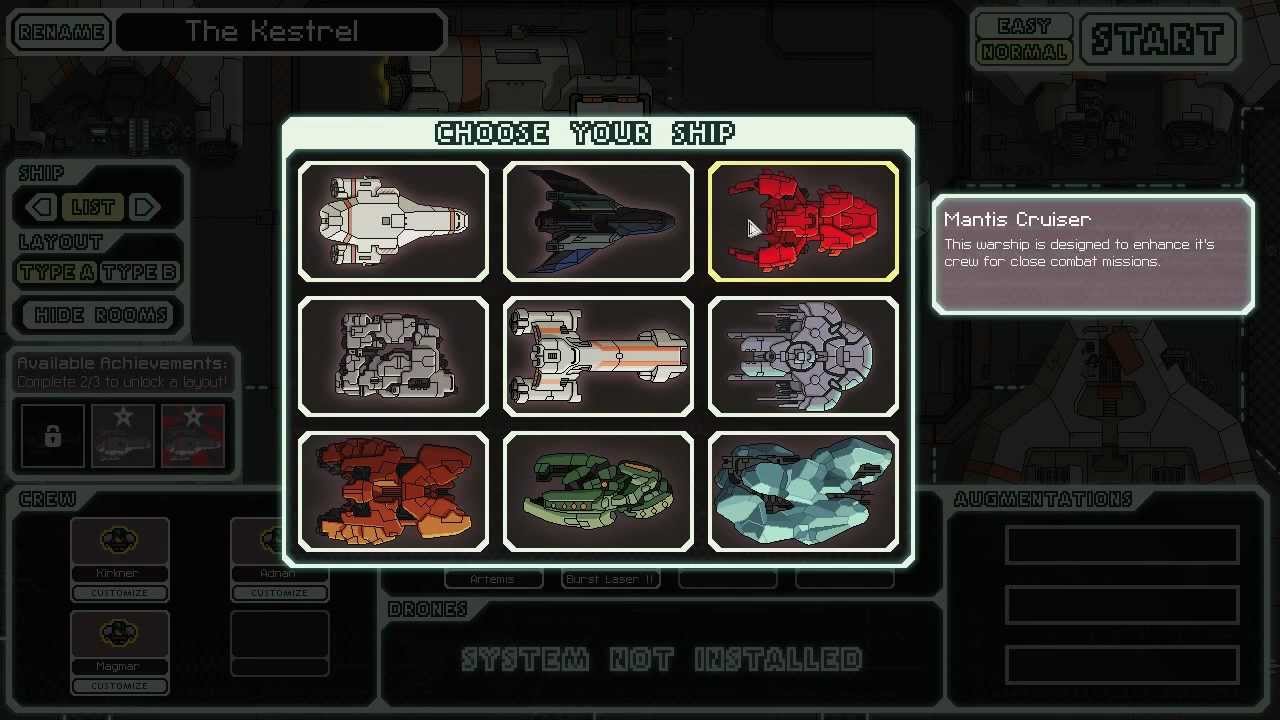 RENAME
The Kestrel
EASY
NORMAL
START
CHOOSE YOUR SHIP
SHIP
LIST
LAYOUT
TYPE A TYPE B
HIDE ROOMS
Mantis Cruiser
This warship is designed to enhance it's
crew for close combat missions.
Available Achievements:
Complete 2/3 to unlock a layout!
CREW
Kirkner
CUSTOMIZE
Adnan
CUSTOMIZE
Magmar
CUSTOMIZE
Artemis
Burst Laser II
DRONES
SYSTEM NOT INSTALLED
AUGMENTATIONS